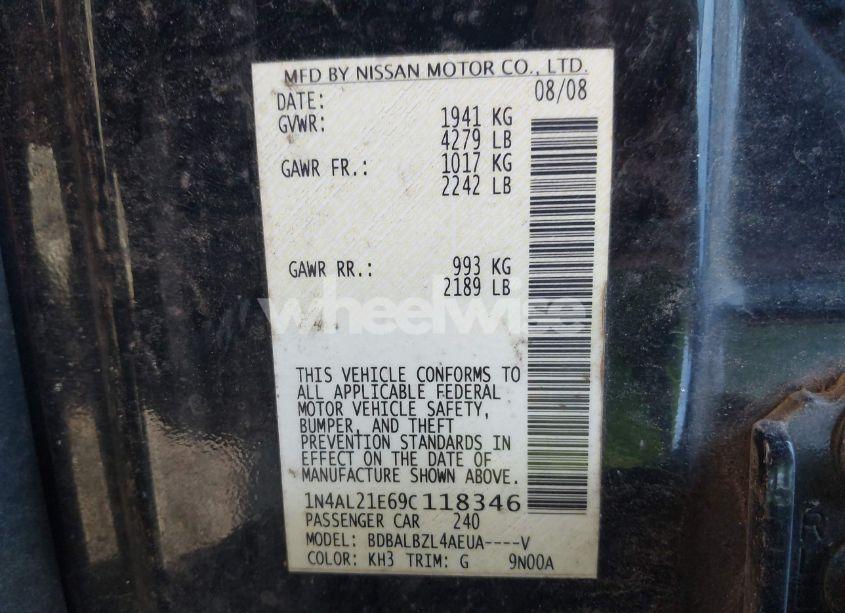 MFD BY NISSAN MOTOR CO., LTD.
DATE: 08/08
GVWR: 1941 KG
4279 LB
GAWR FR.: 1017 KG
2242 LB
GAWR RR.: 993 KG
2189 LB
wheelwise
THIS VEHICLE CONFORMS TO
ALL APPLICABLE FEDERAL
MOTOR VEHICLE SAFETY,
BUMPER, AND THEFT
PREVENTION STANDARDS IN
EFFECT ON THE DATE OF
MANUFACTURE SHOWN ABOVE.
1N4AL21E69C118346
PASSENGER CAR 240
MODEL: BDBALBZL4AEUA----V
COLOR: KH3 TRIM: G 9N00A